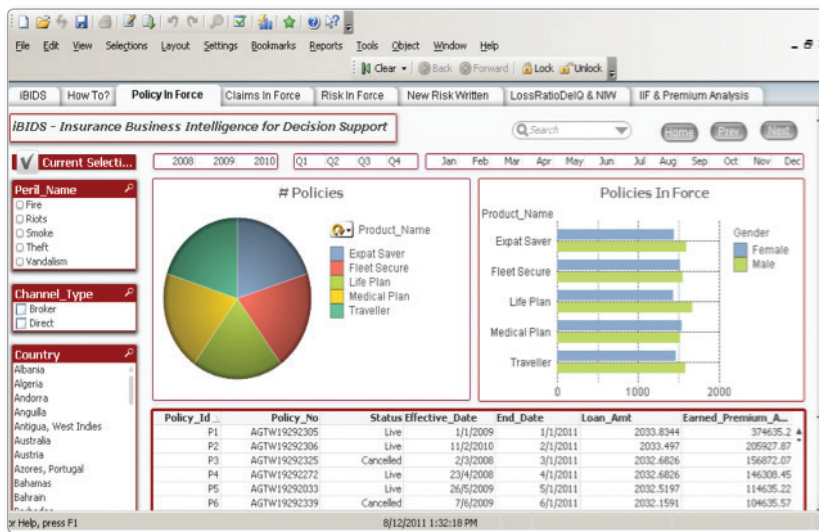 File Edit View Selections Layout Settings Bookmarks Reports Tools Object Window Help
Clear Back Forward Lock Unlock
iBIDS How To? Policy In Force Claims In Force Risk In Force New Risk Written LossRatioDelQ & NIW IIF & Premium Analysis
iBIDS - Insurance Business Intelligence for Decision Support
Search
Home Prev Next
Current Selecti...
2008 2009 2010 Q1 Q2 Q3 Q4 Jan Feb Mar Apr May Jun Jul Aug Sep Oct Nov Dec
Peril_Name
Fire
Riots
Smoke
Theft
Vandalism
Channel_Type
Broker
Direct
Country
Albania
Algeria
Andorra
Anguilla
Antigua, West Indies
Australia
Austria
Azores, Portugal
Bahamas
Bahrain
# Policies
Product_Name
Expat Saver
Fleet Secure
Life Plan
Medical Plan
Traveller
Policies In Force
Product_Name
Expat Saver
Fleet Secure
Life Plan
Medical Plan
Traveller
0 1000 2000
Gender
Female
Male
Policy_Id Policy_No Status Effective_Date End_Date Loan_Amt Earned_Premium_A...
P1 AGTW19292305 Live 1/1/2009 1/1/2011 2033.8344 374635.2
P2 AGTW19292306 Live 11/2/2010 2/1/2011 2033.497 205927.87
P3 AGTW19292325 Cancelled 2/3/2008 3/1/2011 2032.6826 156872.07
P4 AGTW19292272 Live 23/4/2008 4/1/2011 2032.6826 146308.45
P5 AGTW19292033 Live 26/5/2009 5/1/2011 2032.5197 114635.22
P6 AGTW19292339 Cancelled 7/6/2009 6/1/2011 2032.1591 104635.57
or Help, press F1 8/12/2011 1:32:18 PM